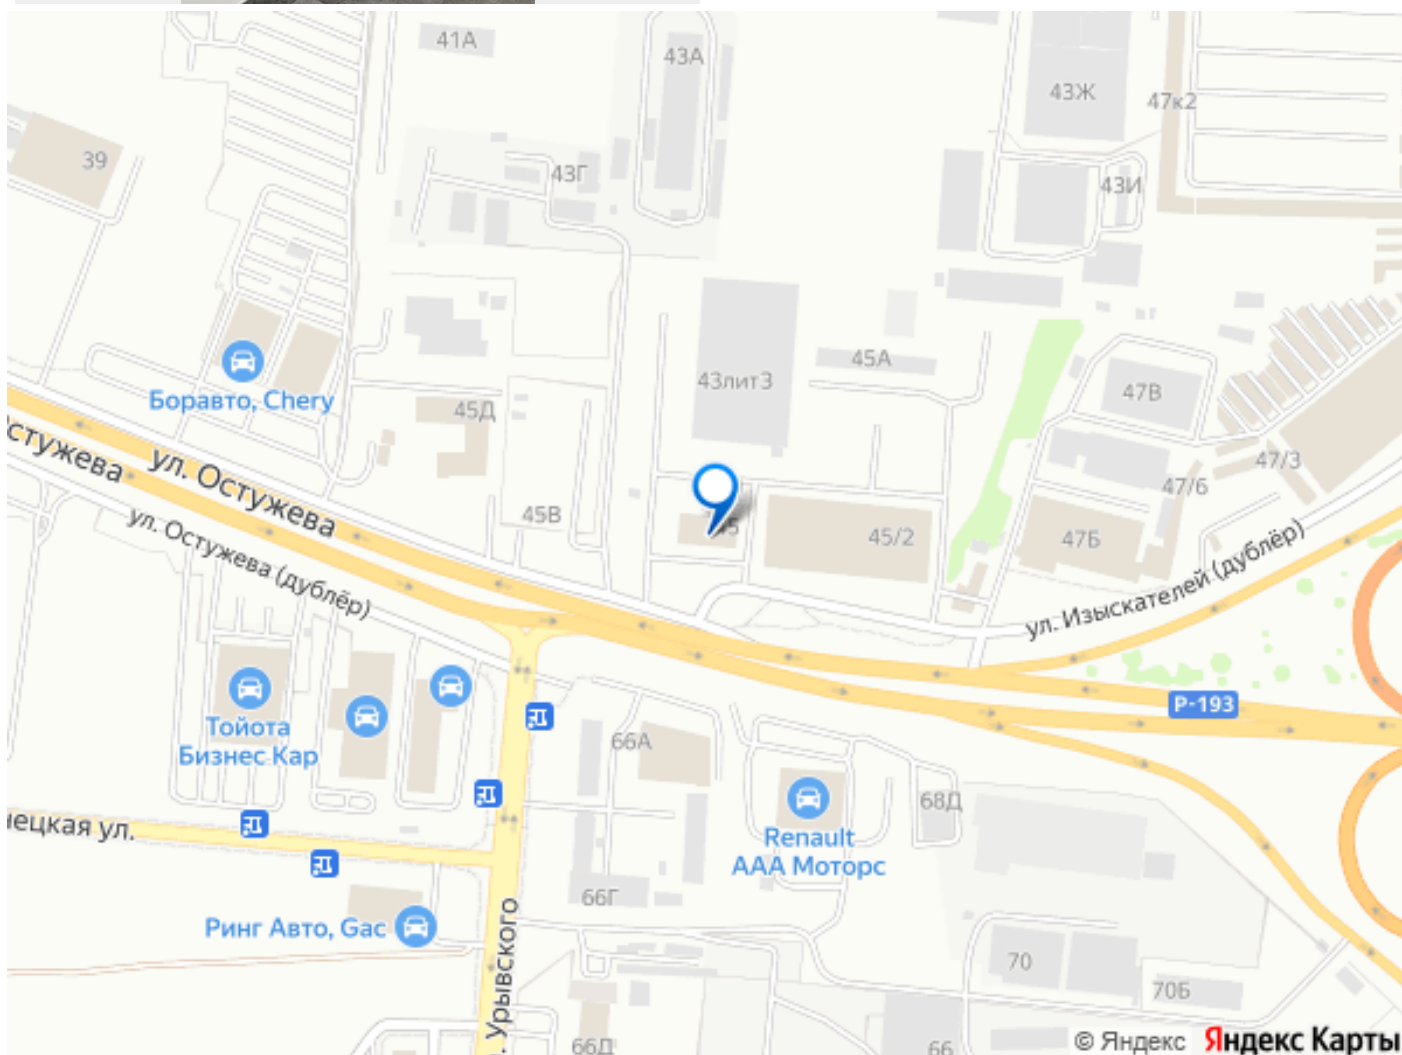 41А
43А
43Ж
47к2
39
43Г
43И
45А
43лит3
47В
Боравто, Chery
45Д
47/3
47/6
ул. Остужева
стужева
45В
45
45/2
47Б
ул. Остужева (дублёр)
ул. Изыскателей (дублёр)
Р-193
Тойота
Бизнес Кар
66А
68Д
нецкая ул.
Renault
ААА Моторс
66Г
Ринг Авто, Gac
. Урывского
70
70Б
66Д
66
© Яндекс Яндекс Карты